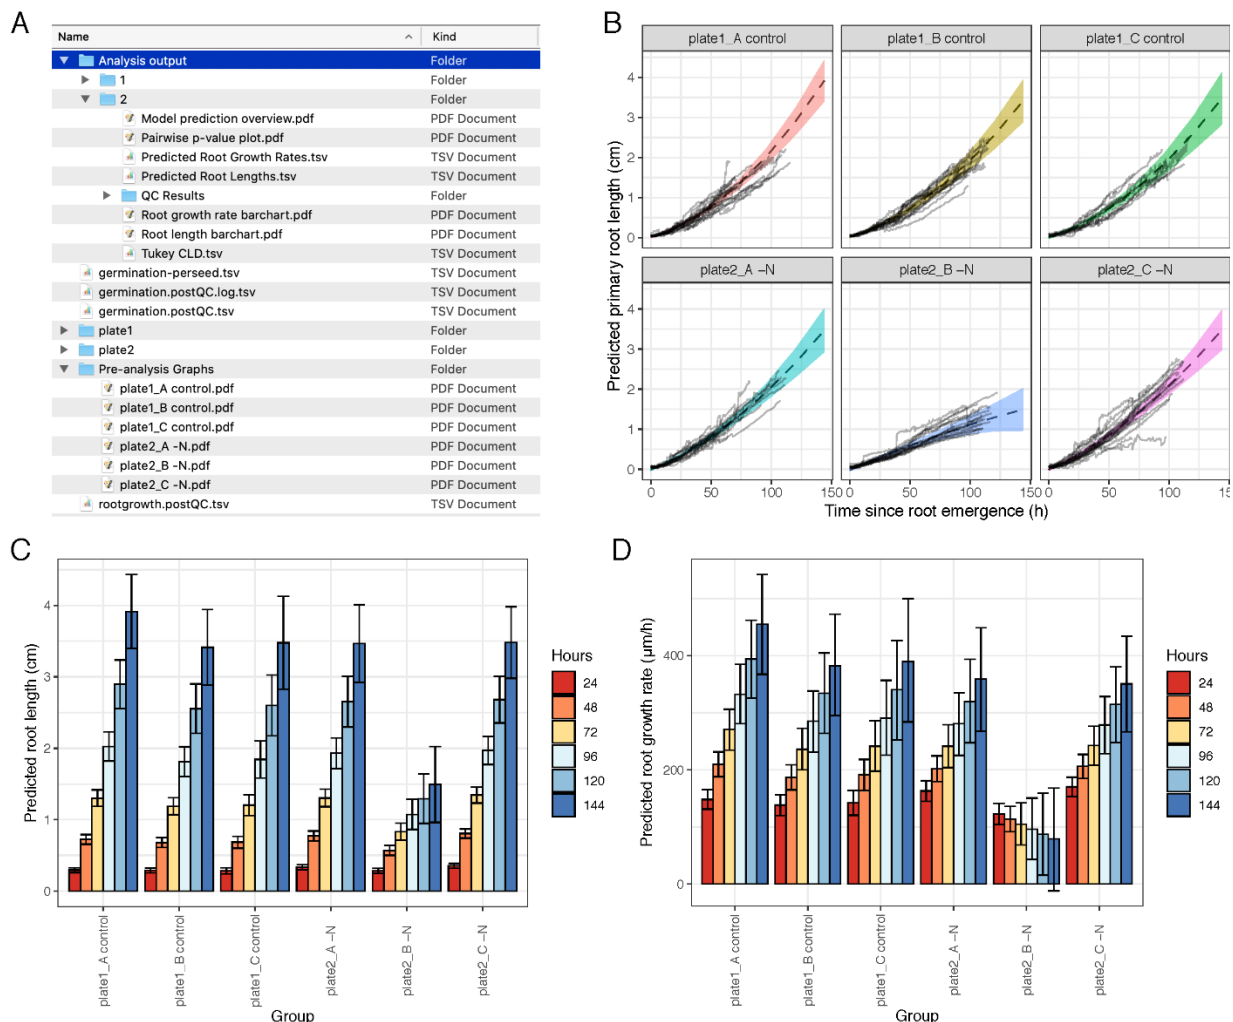 A
Name Kind
Analysis output Folder
1 Folder
2 Folder
Model prediction overview.pdf PDF Document
Pairwise p-value plot.pdf PDF Document
Predicted Root Growth Rates.tsv TSV Document
Predicted Root Lengths.tsv TSV Document
QC Results Folder
Root growth rate barchart.pdf PDF Document
Root length barchart.pdf PDF Document
Tukey CLD.tsv TSV Document
germination-perseed.tsv TSV Document
germination.postQC.log.tsv TSV Document
germination.postQC.tsv TSV Document
plate1 Folder
plate2 Folder
Pre-analysis Graphs Folder
plate1_A control.pdf PDF Document
plate1_B control.pdf PDF Document
plate1_C control.pdf PDF Document
plate2_A -N.pdf PDF Document
plate2_B -N.pdf PDF Document
plate2_C -N.pdf PDF Document
rootgrowth.postQC.tsv TSV Document
B
plate1_A control plate1_B control plate1_C control
4
3
2
1
0
plate2_A −N plate2_B −N plate2_C −N
4
3
2
1
0
0 50 100 150 0 50 100 150 0 50 100 15
Predicted primary root length (cm)
Time since root emergence (h)
C
4
3
2
1
0
Predicted root length (cm)
plate1_A control
plate1_B control
plate1_C control
plate2_A −N
plate2_B −N
plate2_C −N
Group
Hours
24
48
72
96
120
144
D
400
200
0
Predicted root growth rate (μm/h)
plate1_A control
plate1_B control
plate1_C control
plate2_A −N
plate2_B −N
plate2_C −N
Group
Hours
24
48
72
96
120
144